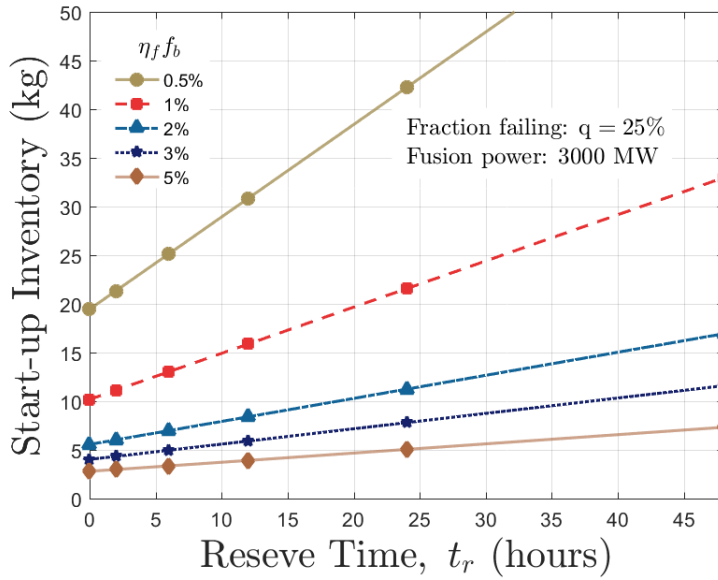 50
45
40
35
30
25
20
15
10
5
0
Start-up Inventory (kg)
η_f f_b
0.5%
1%
2%
3%
5%
Fraction failing: q = 25%
Fusion power: 3000 MW
0 5 10 15 20 25 30 35 40 45
Reseve Time, t_r (hours)